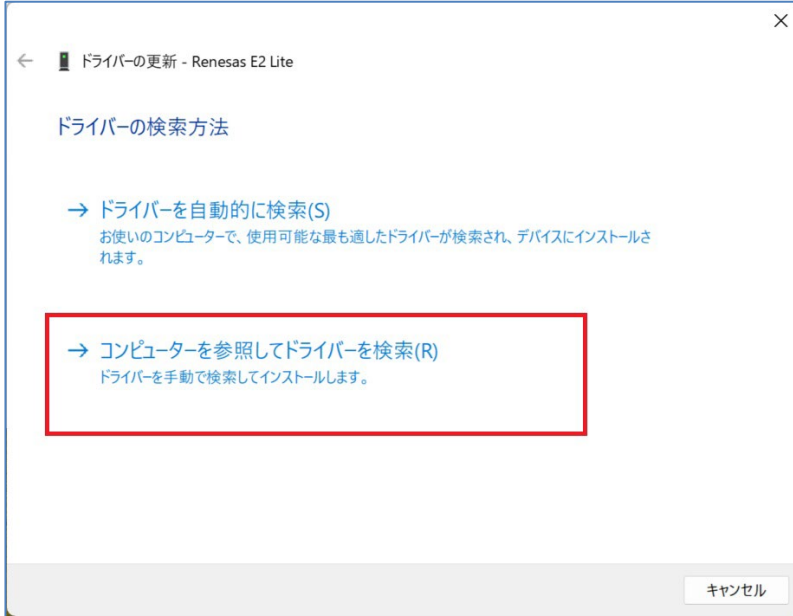 ドライバーの更新 - Renesas E2 Lite
ドライバーの検索方法
→ ドライバーを自動的に検索(S)
お使いのコンピューターで、使用可能な最も適したドライバーが検索され、デバイスにインストールさ
れます。
→ コンピューターを参照してドライバーを検索(R)
ドライバーを手動で検索してインストールします。
キャンセル